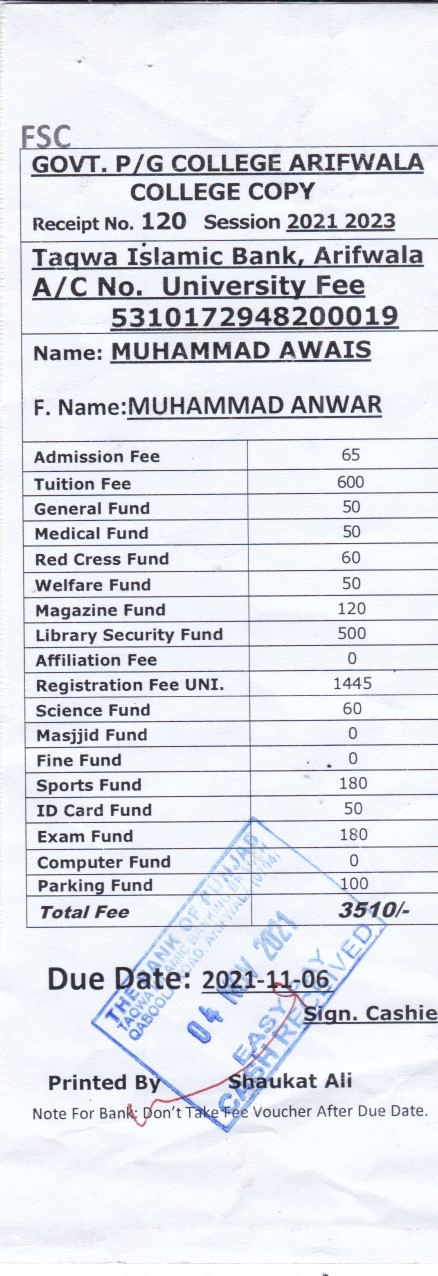 FSC
GOVT. P/G COLLEGE ARIFWALA
COLLEGE COPY
Receipt No. 120 Session 2021 2023
Taqwa Islamic Bank, Arifwala
A/C No. University Fee
5310172948200019
Name: MUHAMMAD AWAIS
F. Name:MUHAMMAD ANWAR
Admission Fee 65
Tuition Fee 600
General Fund 50
Medical Fund 50
Red Cress Fund 60
Welfare Fund 50
Magazine Fund 120
Library Security Fund 500
Affiliation Fee 0
Registration Fee UNI. 1445
Science Fund 60
Masjjid Fund 0
Fine Fund 0
Sports Fund 180
ID Card Fund 50
Exam Fund 180
Computer Fund 0
Parking Fund 100
Total Fee 3510/-
THE BANK OF PUNJAB
TAQWA
QABOOLA ROAD, ARIFWALA
04 NOV 2021
EASY PAY
CASH RECEIVED
Due Date: 2021-11-06
Sign. Cashie
Printed By Shaukat Ali
Note For Bank: Don't Take Fee Voucher After Due Date.